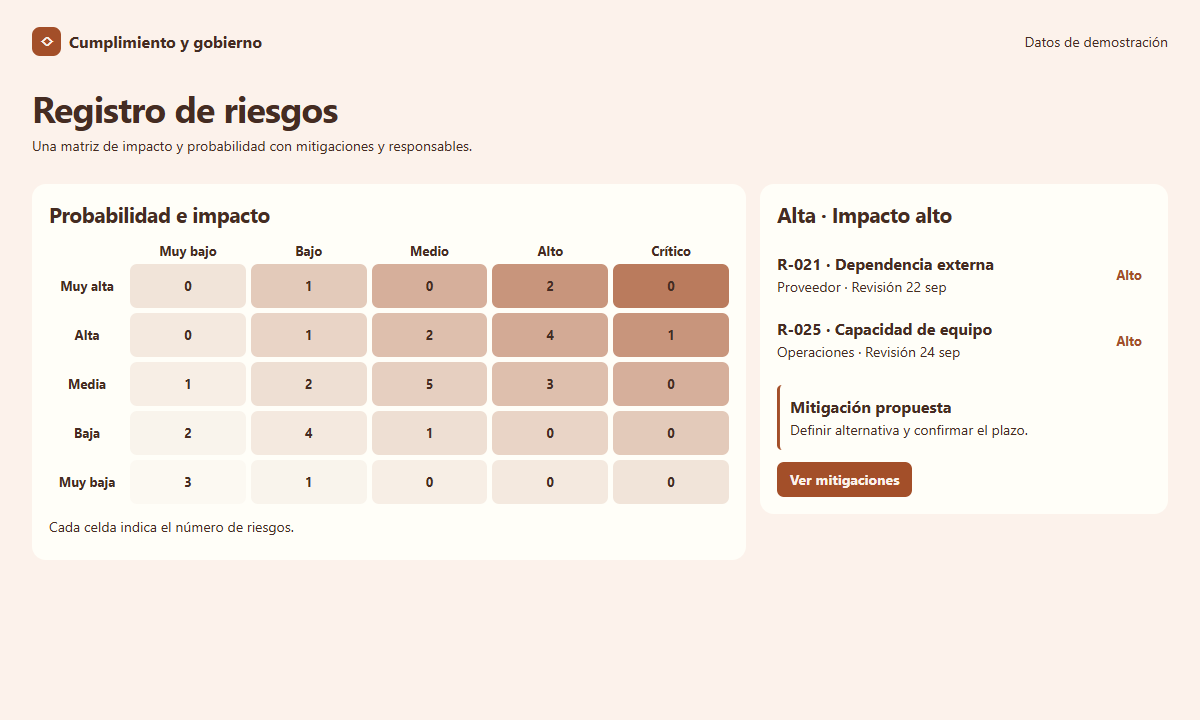 Cumplimiento y gobierno
Datos de demostración
Registro de riesgos
Una matriz de impacto y probabilidad con mitigaciones y responsables.
Probabilidad e impacto
Muy bajo Bajo Medio Alto Crítico
Muy alta 0 1 0 2 0
Alta 0 1 2 4 1
Media 1 2 5 3 0
Baja 2 4 1 0 0
Muy baja 3 1 0 0 0
Cada celda indica el número de riesgos.
Alta · Impacto alto
R-021 · Dependencia externa
Proveedor · Revisión 22 sep
Alto
R-025 · Capacidad de equipo
Operaciones · Revisión 24 sep
Alto
Mitigación propuesta
Definir alternativa y confirmar el plazo.
Ver mitigaciones